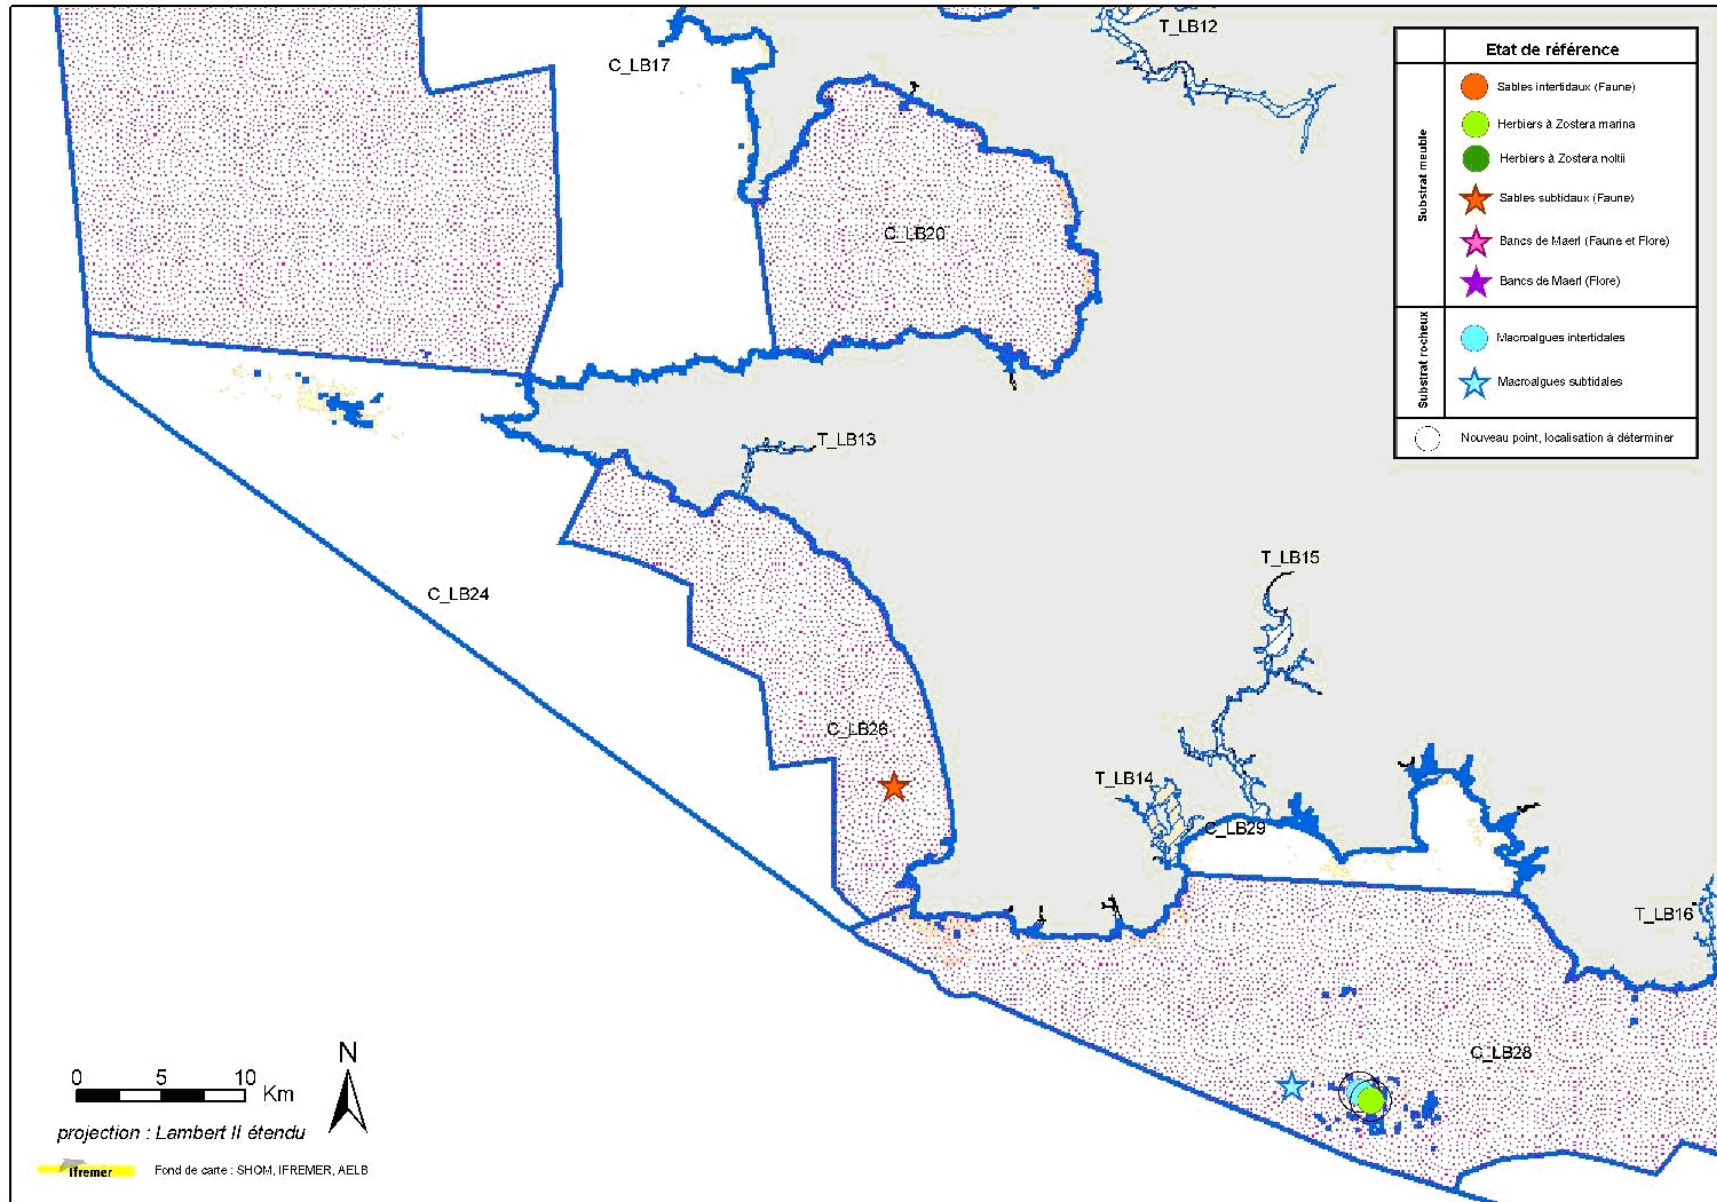 C_LB17
T_LB12
C_LB20
T_LB13
C_LB24
T_LB15
C_LB26
T_LB14
C_LB29
T_LB16
C_LB28
Etat de référence
Substrat meuble
Sables intertidaux (Faune)
Herbiers à Zostera marina
Herbiers à Zostera noltii
Sables subtidaux (Faune)
Bancs de Maerl (Faune et Flore)
Bancs de Maerl (Flore)
Substrat rocheux
Macroalgues intertidales
Macroalgues subtidales
Nouveau point, localisation à déterminer
N
0 5 10 Km
projection : Lambert II étendu
Ifremer
Fond de carte : SHOM, IFREMER, AELB